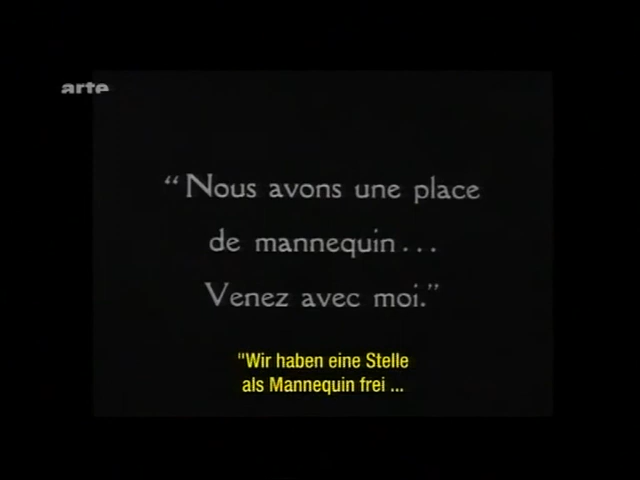 arte
“Nous avons une place
de mannequin...
Venez avec moi.”
"Wir haben eine Stelle
als Mannequin frei ...